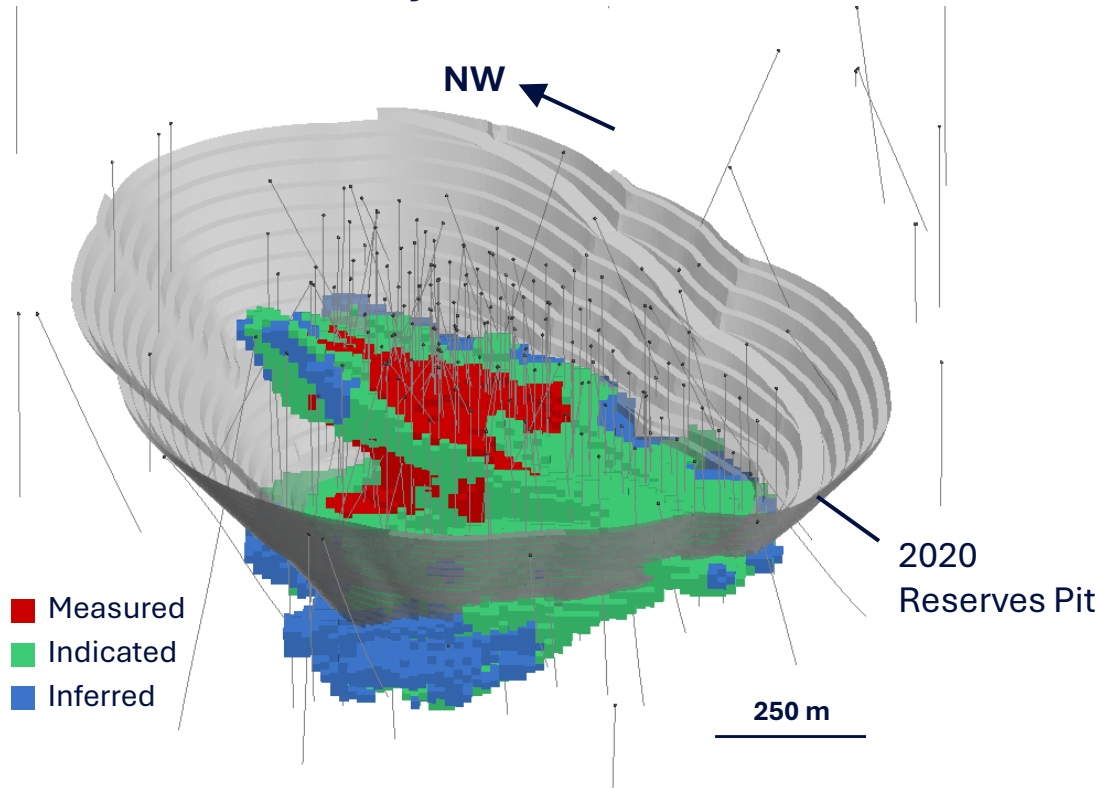 NW
2020
Reserves Pit
Measured
Indicated
Inferred
250 m